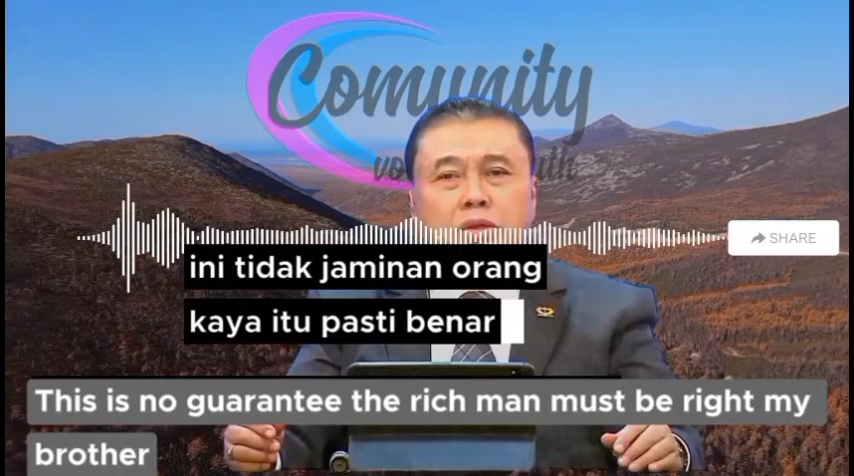 Comunity
SHARE
ini tidak jaminan orang
kaya itu pasti benar
This is no guarantee the rich man must be right my
brother